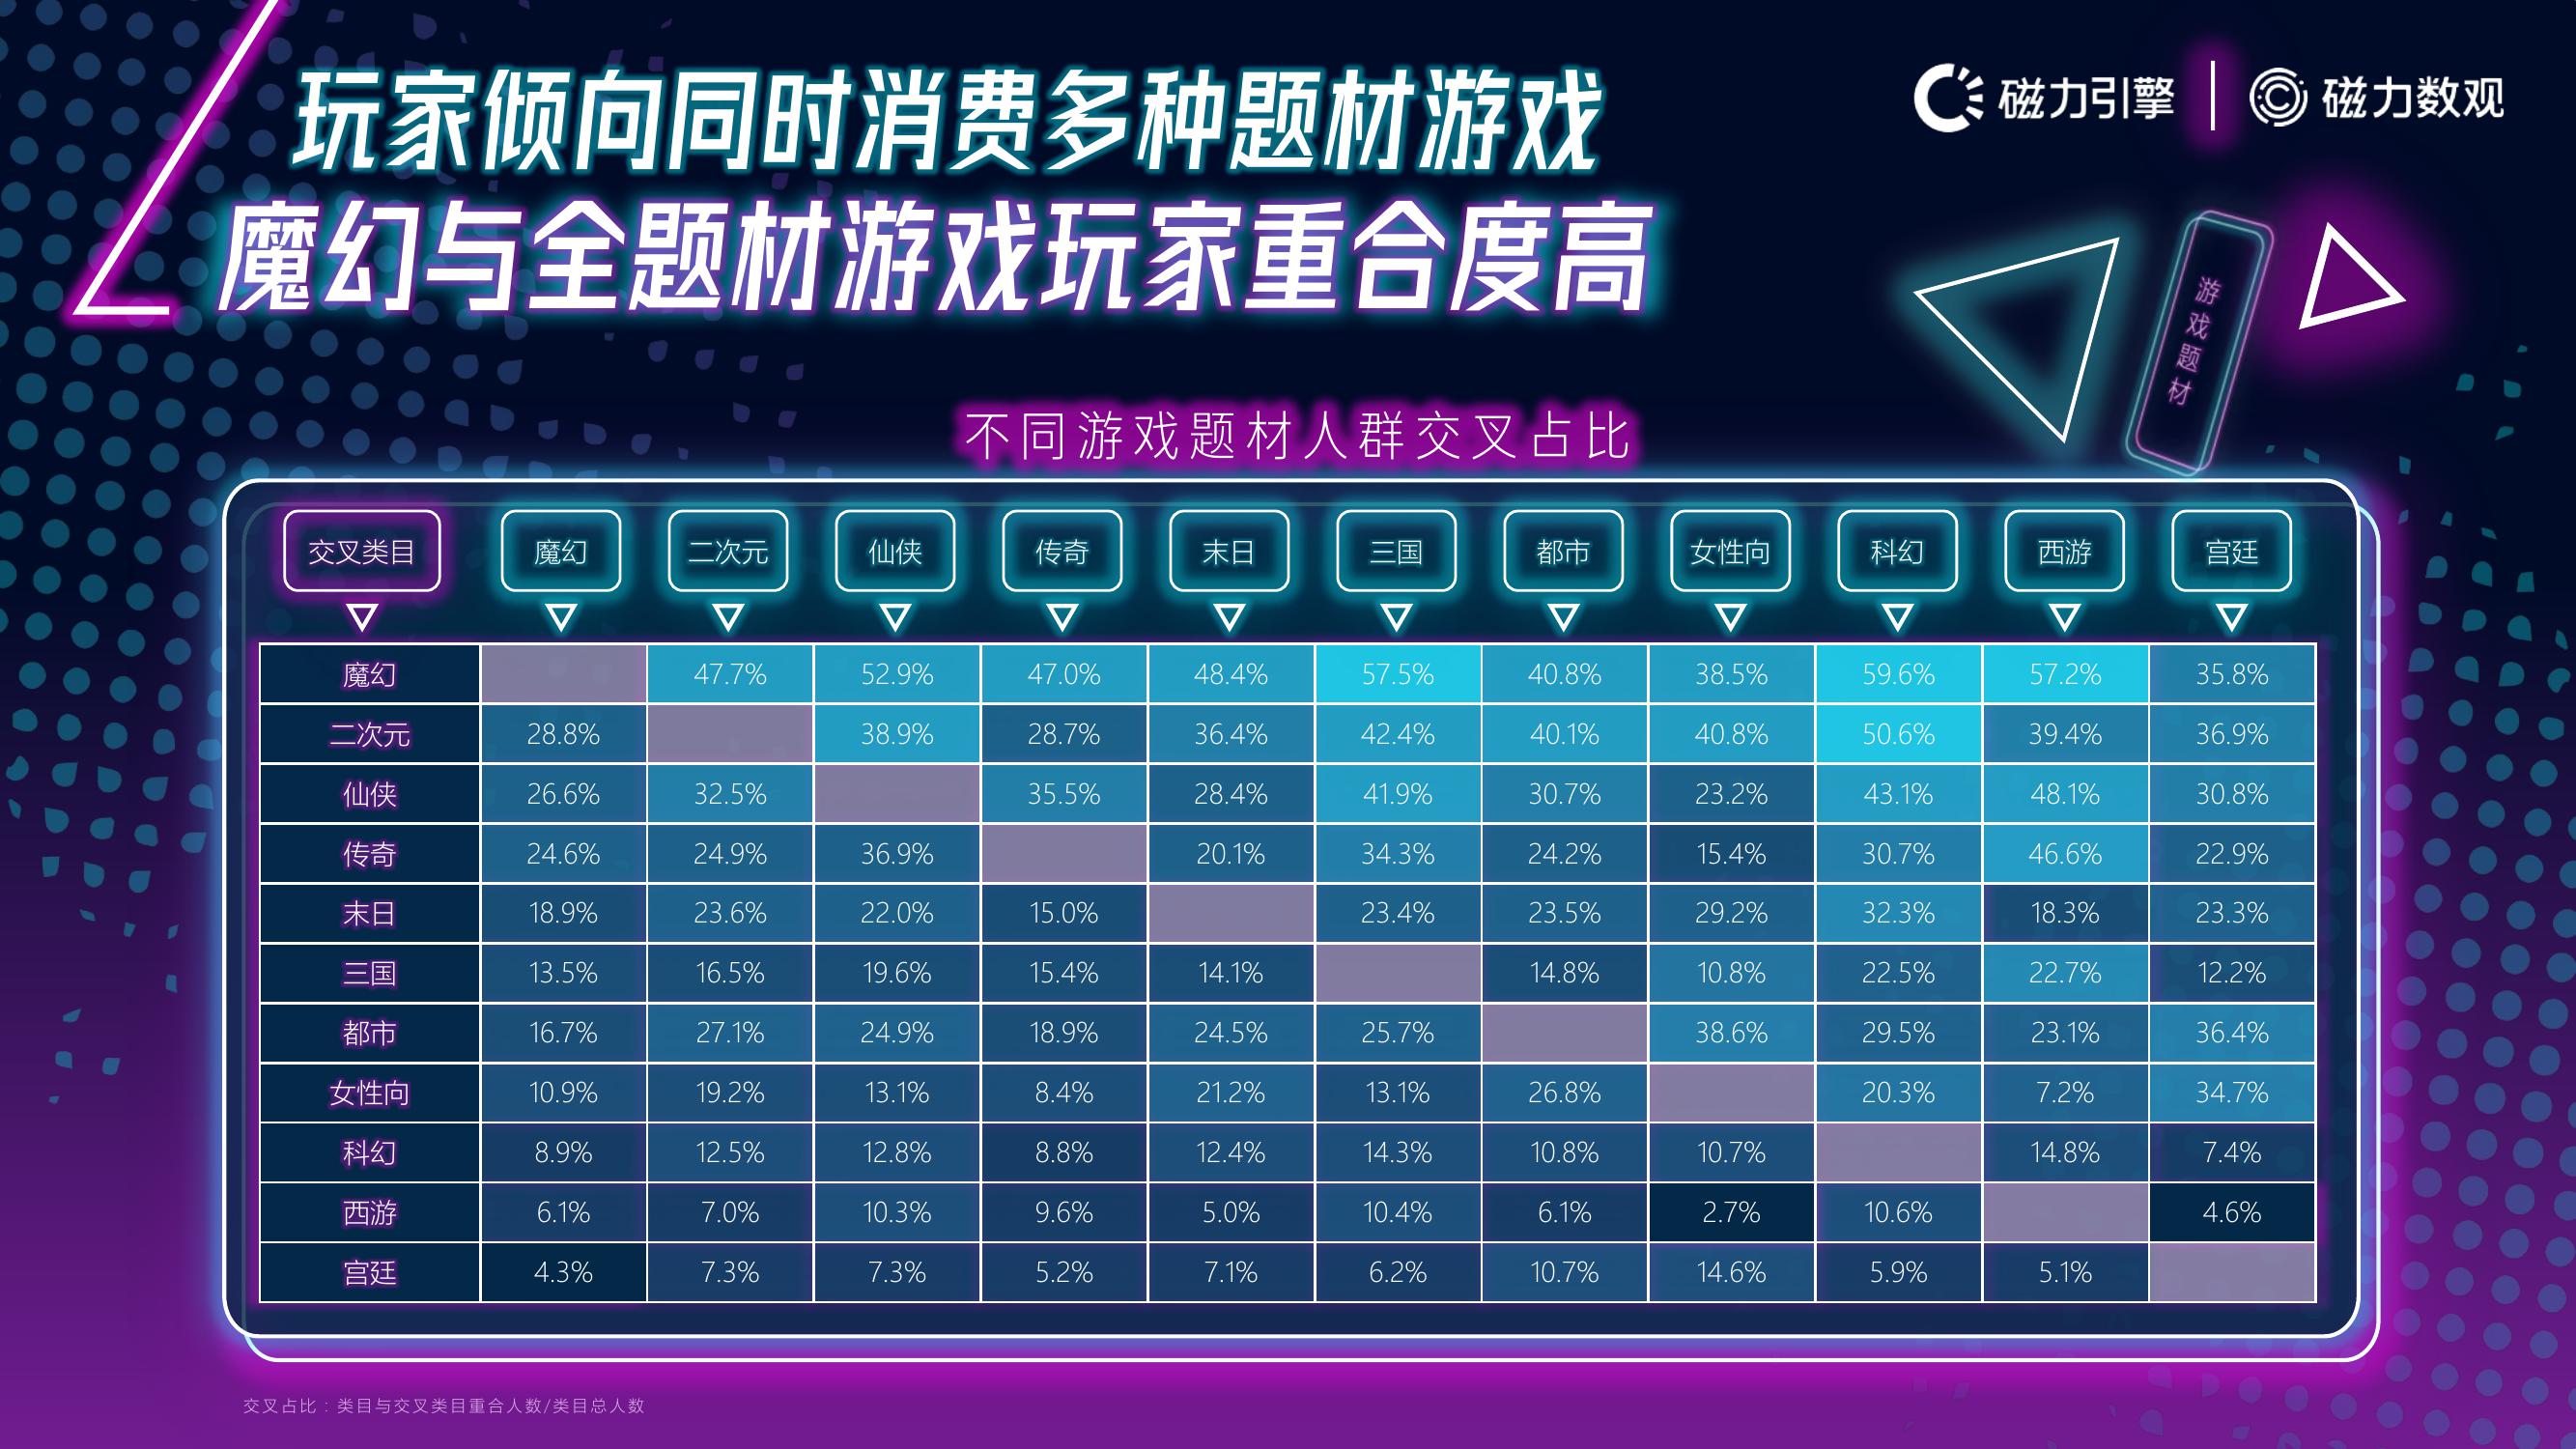 玩家倾向同时消费多种题材游戏
魔幻与全题材游戏玩家重合度高
磁力引擎 磁力数观
游戏题材
不同游戏题材人群交叉占比
交叉类目 魔幻 二次元 仙侠 传奇 末日 三国 都市 女性向 科幻 西游 宫廷
魔幻 47.7% 52.9% 47.0% 48.4% 57.5% 40.8% 38.5% 59.6% 57.2% 35.8%
二次元 28.8% 38.9% 28.7% 36.4% 42.4% 40.1% 40.8% 50.6% 39.4% 36.9%
仙侠 26.6% 32.5% 35.5% 28.4% 41.9% 30.7% 23.2% 43.1% 48.1% 30.8%
传奇 24.6% 24.9% 36.9% 20.1% 34.3% 24.2% 15.4% 30.7% 46.6% 22.9%
末日 18.9% 23.6% 22.0% 15.0% 23.4% 23.5% 29.2% 32.3% 18.3% 23.3%
三国 13.5% 16.5% 19.6% 15.4% 14.1% 14.8% 10.8% 22.5% 22.7% 12.2%
都市 16.7% 27.1% 24.9% 18.9% 24.5% 25.7% 38.6% 29.5% 23.1% 36.4%
女性向 10.9% 19.2% 13.1% 8.4% 21.2% 13.1% 26.8% 20.3% 7.2% 34.7%
科幻 8.9% 12.5% 12.8% 8.8% 12.4% 14.3% 10.8% 10.7% 14.8% 7.4%
西游 6.1% 7.0% 10.3% 9.6% 5.0% 10.4% 6.1% 2.7% 10.6% 4.6%
宫廷 4.3% 7.3% 7.3% 5.2% 7.1% 6.2% 10.7% 14.6% 5.9% 5.1%
交叉占比：类目与交叉类目重合人数/类目总人数